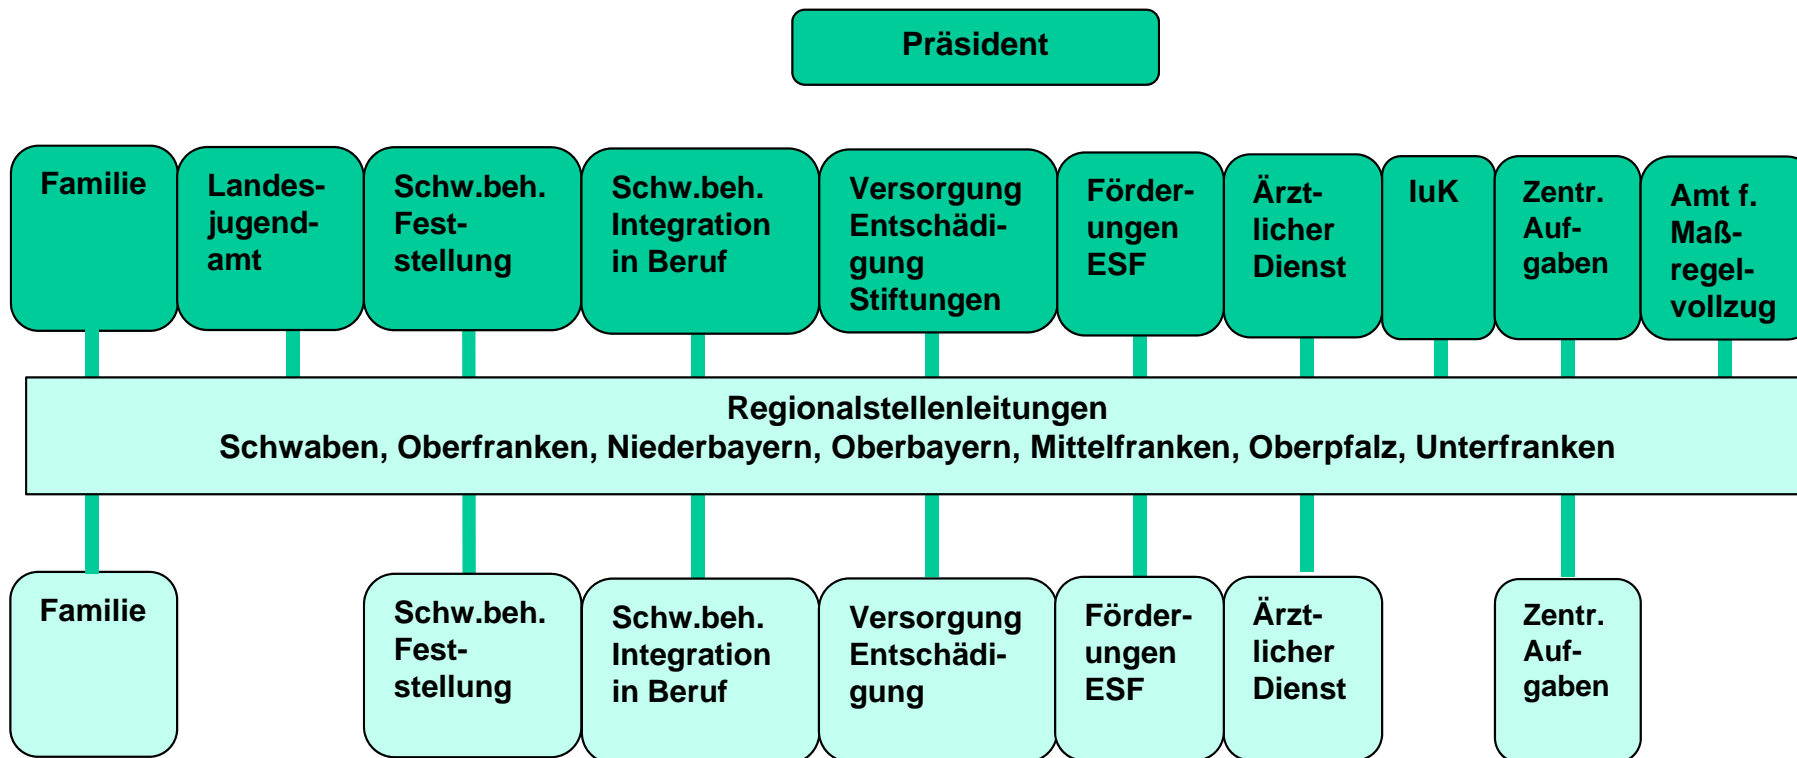 Präsident
Familie
Landes-
jugend-
amt
Schw.beh.
Fest-
stellung
Schw.beh.
Integration
in Beruf
Versorgung
Entschädi-
gung
Stiftungen
Förder-
ungen
ESF
Ärzt-
licher
Dienst
IuK
Zentr.
Auf-
gaben
Amt f.
Maß-
regel-
vollzug
Regionalstellenleitungen
Schwaben, Oberfranken, Niederbayern, Oberbayern, Mittelfranken, Oberpfalz, Unterfranken
Familie
Schw.beh.
Fest-
stellung
Schw.beh.
Integration
in Beruf
Versorgung
Entschädi-
gung
Förder-
ungen
ESF
Ärzt-
licher
Dienst
Zentr.
Auf-
gaben